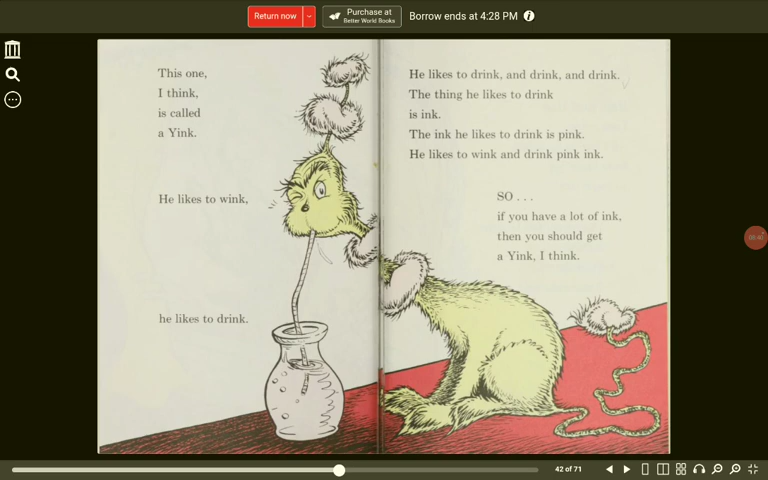 Return now
Purchase at
Better World Books
Borrow ends at 4:28 PM
This one,
I think,
is called
a Yink.
He likes to wink,
he likes to drink.
He likes to drink, and drink, and drink.
The thing he likes to drink
is ink.
The ink he likes to drink is pink.
He likes to wink and drink pink ink.
SO . . .
if you have a lot of ink,
then you should get
a Yink, I think.
42 of 71